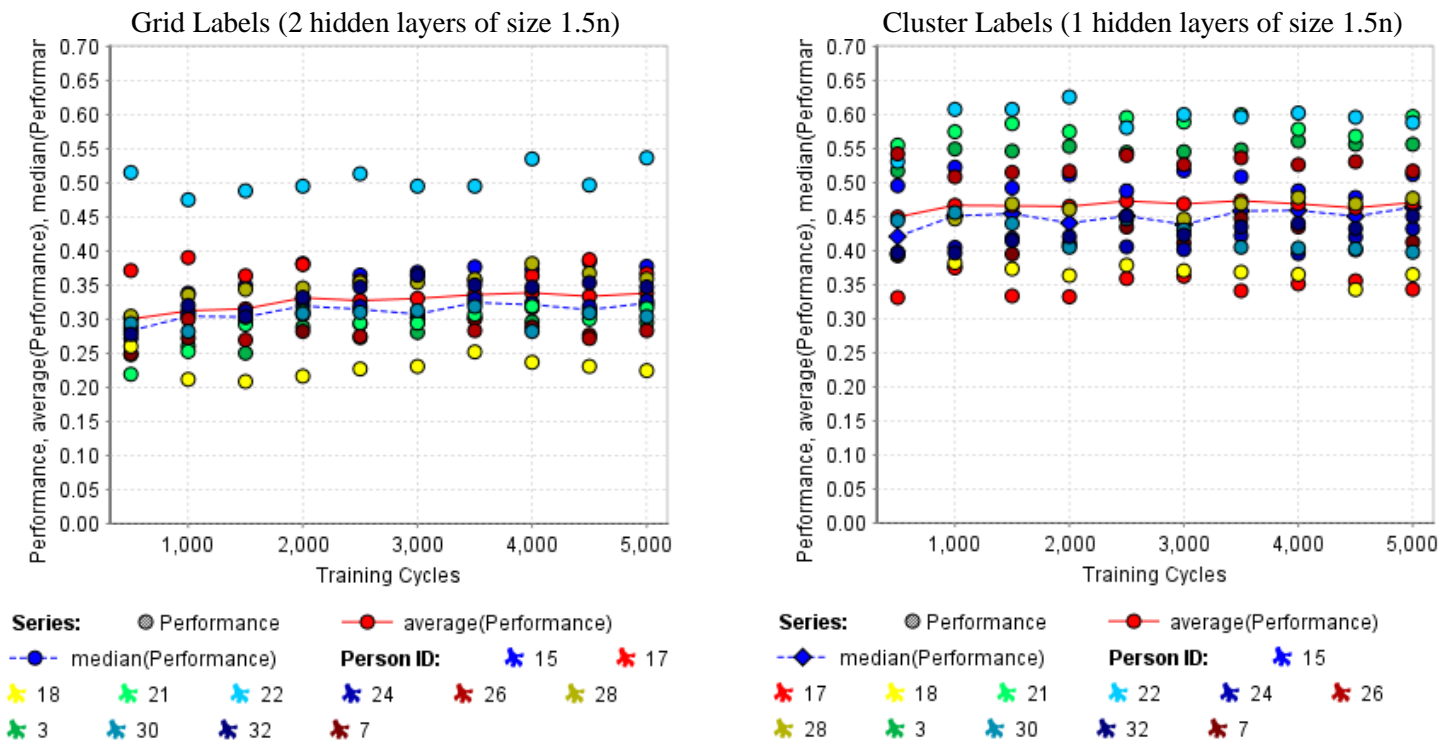 Grid Labels (2 hidden layers of size 1.5n)
Performance, average(Performance), median(Performar
0.70
0.65
0.60
0.55
0.50
0.45
0.40
0.35
0.30
0.25
0.20
0.15
0.10
0.05
0.00
1,000 2,000 3,000 4,000 5,000
Training Cycles
Series: Performance average(Performance)
median(Performance) Person ID: 15 17
18 21 22 24 26 28
3 30 32 7
Cluster Labels (1 hidden layers of size 1.5n)
Performance, average(Performance), median(Performar
0.70
0.65
0.60
0.55
0.50
0.45
0.40
0.35
0.30
0.25
0.20
0.15
0.10
0.05
0.00
1,000 2,000 3,000 4,000 5,000
Training Cycles
Series: Performance average(Performance)
median(Performance) Person ID: 15
17 18 21 22 24 26
28 3 30 32 7